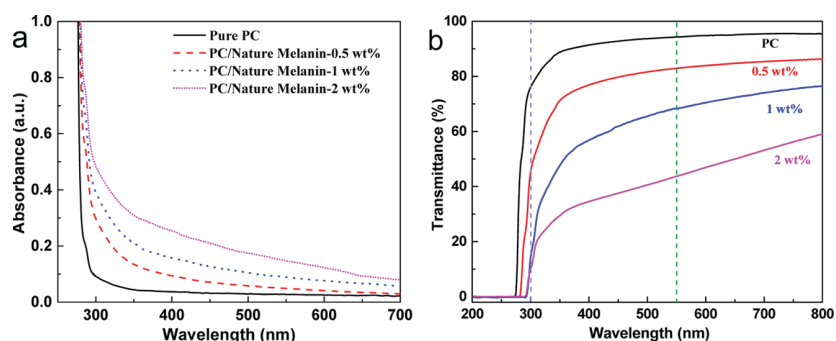 a
Pure PC
PC/Nature Melanin-0.5 wt%
PC/Nature Melanin-1 wt%
PC/Nature Melanin-2 wt%
1.0
0.8
0.6
0.4
0.2
0.0
Absorbance (a.u.)
300 400 500 600 700
Wavelength (nm)
b
PC
0.5 wt%
1 wt%
2 wt%
100
80
60
40
20
0
Transmittance (%)
200 300 400 500 600 700 800
Wavelength (nm)